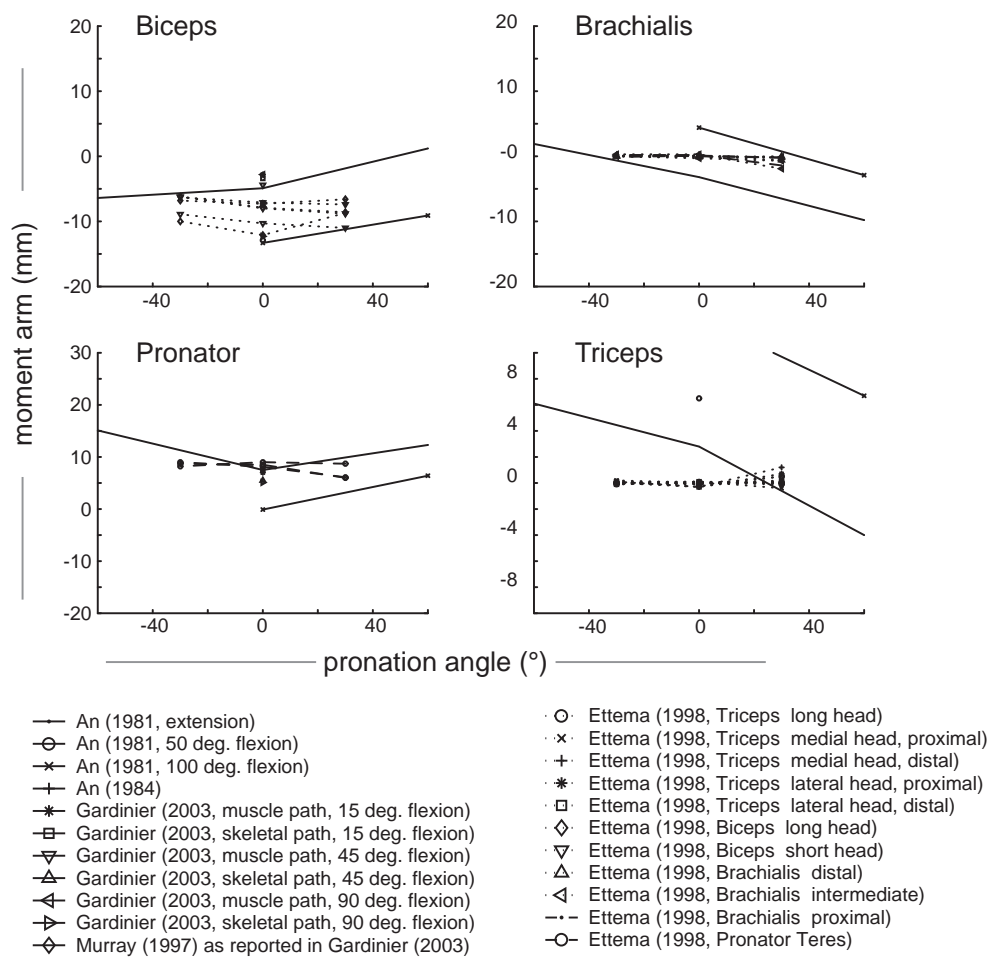 Biceps
20
10
0
-10
-20
-40
0
40
Brachialis
20
10
-0
-10
-20
-40
0
40
Pronator
30
20
10
0
-10
-20
-40
0
40
Triceps
8
4
0
-4
-8
-40
0
40
moment arm (mm)
pronation angle (°)
An (1981, extension)
An (1981, 50 deg. flexion)
An (1981, 100 deg. flexion)
An (1984)
Gardinier (2003, muscle path, 15 deg. flexion)
Gardinier (2003, skeletal path, 15 deg. flexion)
Gardinier (2003, muscle path, 45 deg. flexion)
Gardinier (2003, skeletal path, 45 deg. flexion)
Gardinier (2003, muscle path, 90 deg. flexion)
Gardinier (2003, skeletal path, 90 deg. flexion)
Murray (1997) as reported in Gardinier (2003)
Ettema (1998, Triceps long head)
Ettema (1998, Triceps medial head, proximal)
Ettema (1998, Triceps medial head, distal)
Ettema (1998, Triceps lateral head, proximal)
Ettema (1998, Triceps lateral head, distal)
Ettema (1998, Biceps long head)
Ettema (1998, Biceps short head)
Ettema (1998, Brachialis distal)
Ettema (1998, Brachialis intermediate)
Ettema (1998, Brachialis proximal)
Ettema (1998, Pronator Teres)